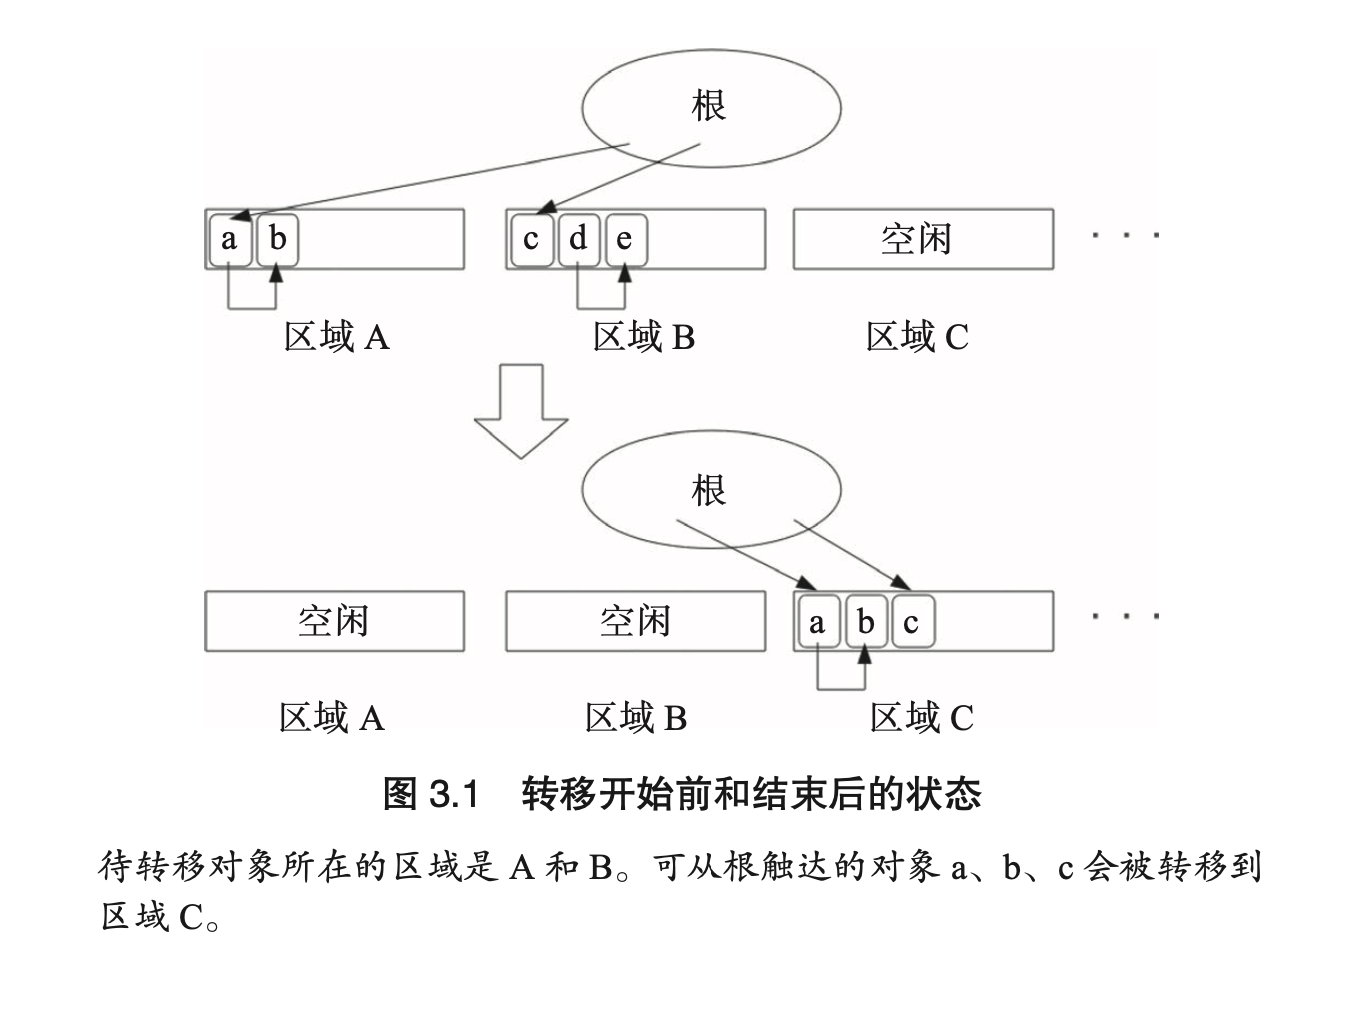 根
a b c d e 空闲 · · ·
区域 A 区域 B 区域 C
根
空闲 空闲 a b c · · ·
区域 A 区域 B 区域 C
图 3.1 转移开始前和结束后的状态
待转移对象所在的区域是 A 和 B。可从根触达的对象 a、b、c 会被转移到
区域 C。